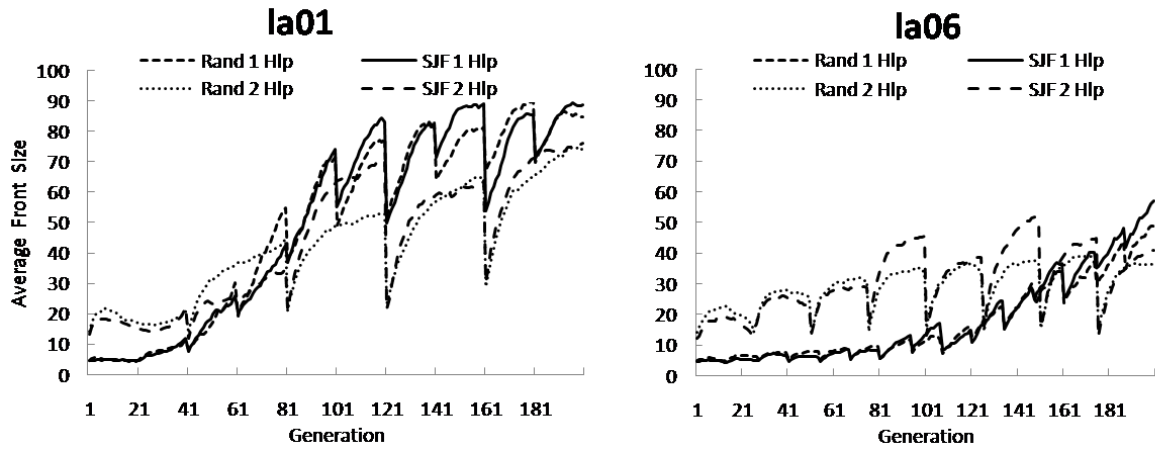 la01
Rand 1 Hlp SJF 1 Hlp
Rand 2 Hlp SJF 2 Hlp
100
90
80
70
60
50
40
30
20
10
0
Average Front Size
1 21 41 61 81 101 121 141 161 181
Generation
la06
Rand 1 Hlp SJF 1 Hlp
Rand 2 Hlp SJF 2 Hlp
100
90
80
70
60
50
40
30
20
10
0
1 21 41 61 81 101 121 141 161 181
Generation